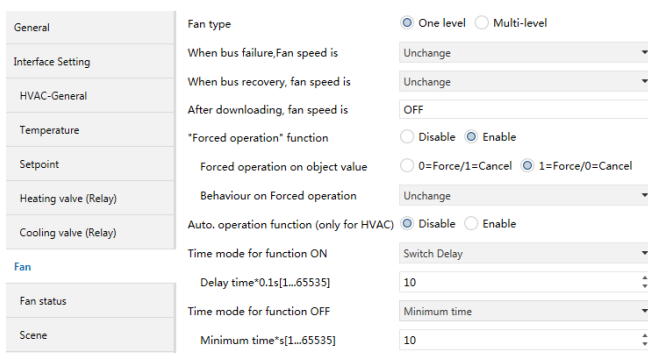 General
Interface Setting
HVAC-General
Temperature
Setpoint
Heating valve (Relay)
Cooling valve (Relay)
Fan
Fan status
Scene
Fan type One level Multi-level
When bus failure,Fan speed is Unchange
When bus recovery, fan speed is Unchange
After downloading, fan speed is OFF
"Forced operation" function Disable Enable
Forced operation on object value 0=Force/1=Cancel 1=Force/0=Cancel
Behaviour on Forced operation Unchange
Auto. operation function (only for HVAC) Disable Enable
Time mode for function ON Switch Delay
Delay time*0.1s[1...65535] 10
Time mode for function OFF Minimum time
Minimum time*s[1...65535] 10